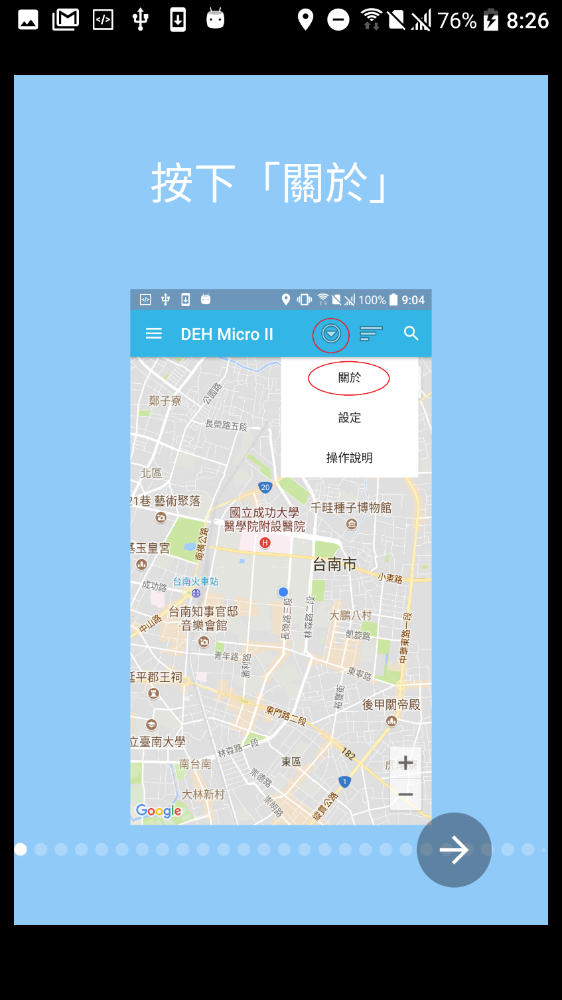 76% 8:26
按下「關於」
100% 9:04
DEH Micro II
關於
設定
操作說明
鄭子寮
公園路
長榮路五段
北區
20
21巷 藝術聚落
國立成功大學
醫學院附設醫院
千畦種子博物館
H
南橫公路
基玉皇宮
台南市
小東路
台南火車站
成功路
台南知事官邸
·音樂會館
中山路
長榮路三段
林森路二段
大鵬八村
凱旋路
中華東路一段
青年路
勝利路
延平郡王祠
東寧路
裕豐街
後甲關帝殿
東門路二段
立臺南大學
林森路一段
182
南台南
東區
崇德路
1
大林新村
崇明路
縱貫公路
Google